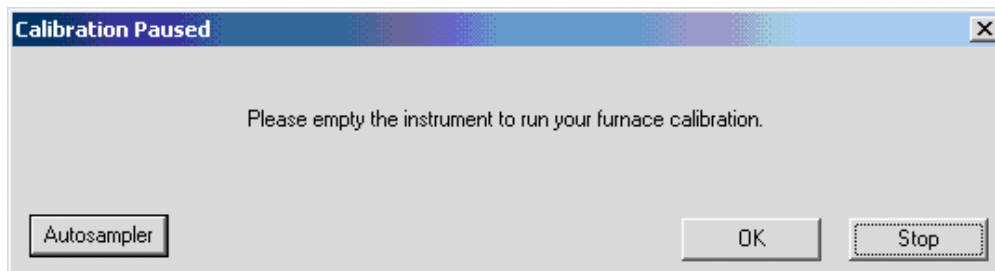 Calibration Paused
Please empty the instrument to run your furnace calibration.
Autosampler
OK
Stop